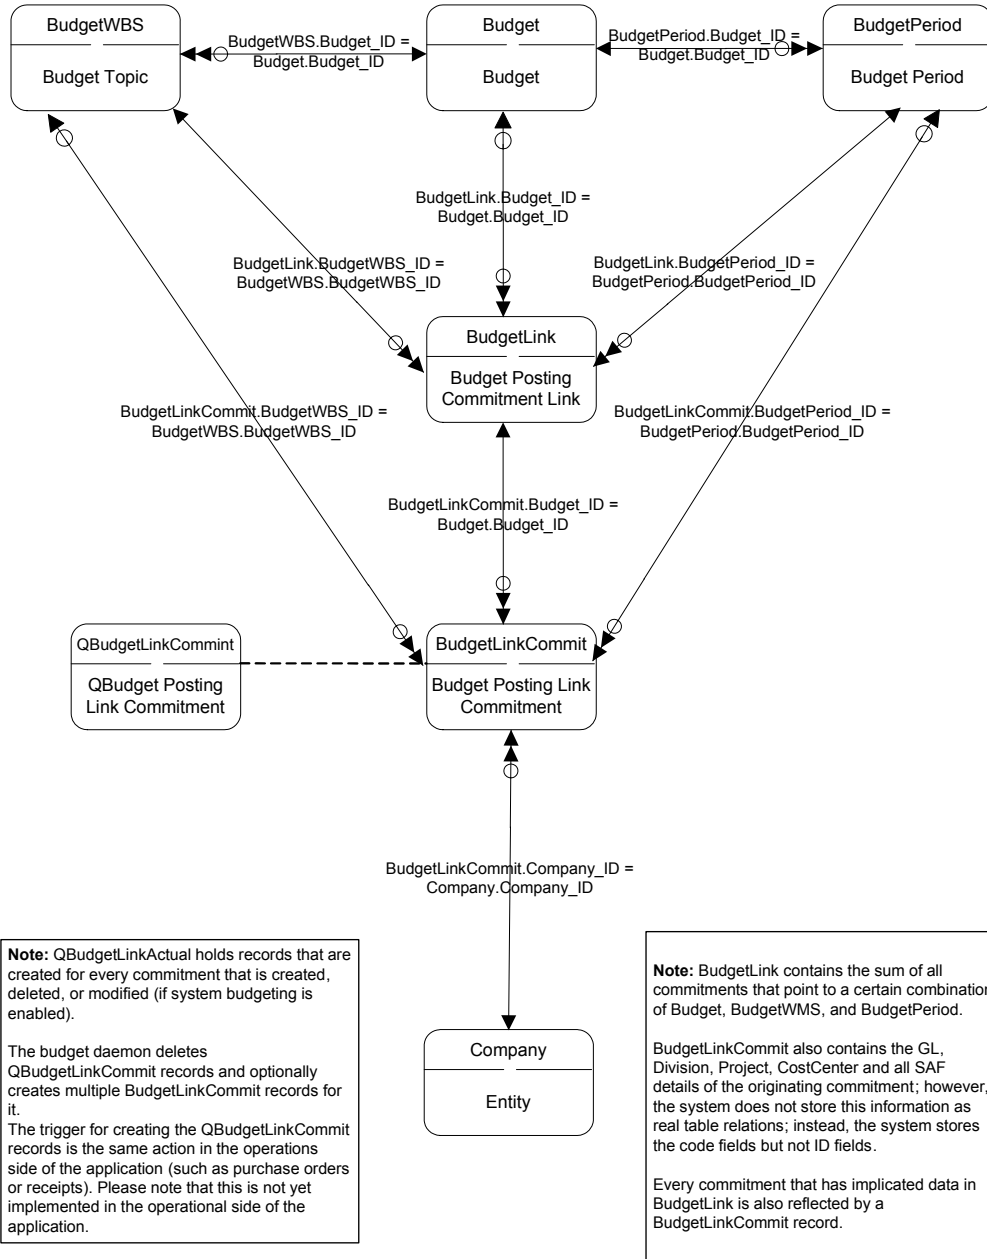 BudgetWBS
Budget Topic
BudgetWBS.Budget_ID =
Budget.Budget_ID
Budget
Budget
BudgetPeriod.Budget_ID =
Budget.Budget_ID
BudgetPeriod
Budget Period
BudgetLink.Budget_ID =
Budget.Budget_ID
BudgetLink.BudgetWBS_ID =
BudgetWBS.BudgetWBS_ID
BudgetLink.BudgetPeriod_ID =
BudgetPeriod.BudgetPeriod_ID
BudgetLink
Budget Posting
Commitment Link
BudgetLinkCommit.BudgetWBS_ID =
BudgetWBS.BudgetWBS_ID
BudgetLinkCommit.BudgetPeriod_ID =
BudgetPeriod.BudgetPeriod_ID
BudgetLinkCommit.Budget_ID =
Budget.Budget_ID
QBudgetLinkCommint
QBudget Posting
Link Commitment
BudgetLinkCommit
Budget Posting Link
Commitment
BudgetLinkCommit.Company_ID =
Company.Company_ID
Company
Entity
Note: QBudgetLinkActual holds records that are
created for every commitment that is created,
deleted, or modified (if system budgeting is
enabled).
The budget daemon deletes
QBudgetLinkCommit records and optionally
creates multiple BudgetLinkCommit records for
it.
The trigger for creating the QBudgetLinkCommit
records is the same action in the operations
side of the application (such as purchase orders
or receipts). Please note that this is not yet
implemented in the operational side of the
application.
Note: BudgetLink contains the sum of all
commitments that point to a certain combination
of Budget, BudgetWMS, and BudgetPeriod.
BudgetLinkCommit also contains the GL,
Division, Project, CostCenter and all SAF
details of the originating commitment; however,
the system does not store this information as
real table relations; instead, the system stores
the code fields but not ID fields.
Every commitment that has implicated data in
BudgetLink is also reflected by a
BudgetLinkCommit record.